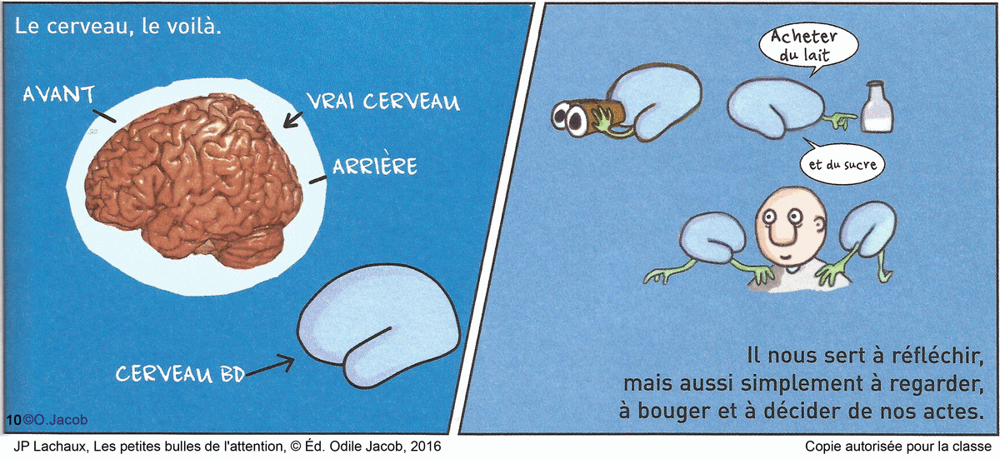 Le cerveau, le voilà.
AVANT
VRAI CERVEAU
ARRIÈRE
CERVEAU BD
10©O.Jacob
Acheter
du lait
et du sucre
Il nous sert à réfléchir,
mais aussi simplement à regarder,
à bouger et à décider de nos actes.
JP Lachaux, Les petites bulles de l'attention, © Éd. Odile Jacob, 2016
Copie autorisée pour la classe